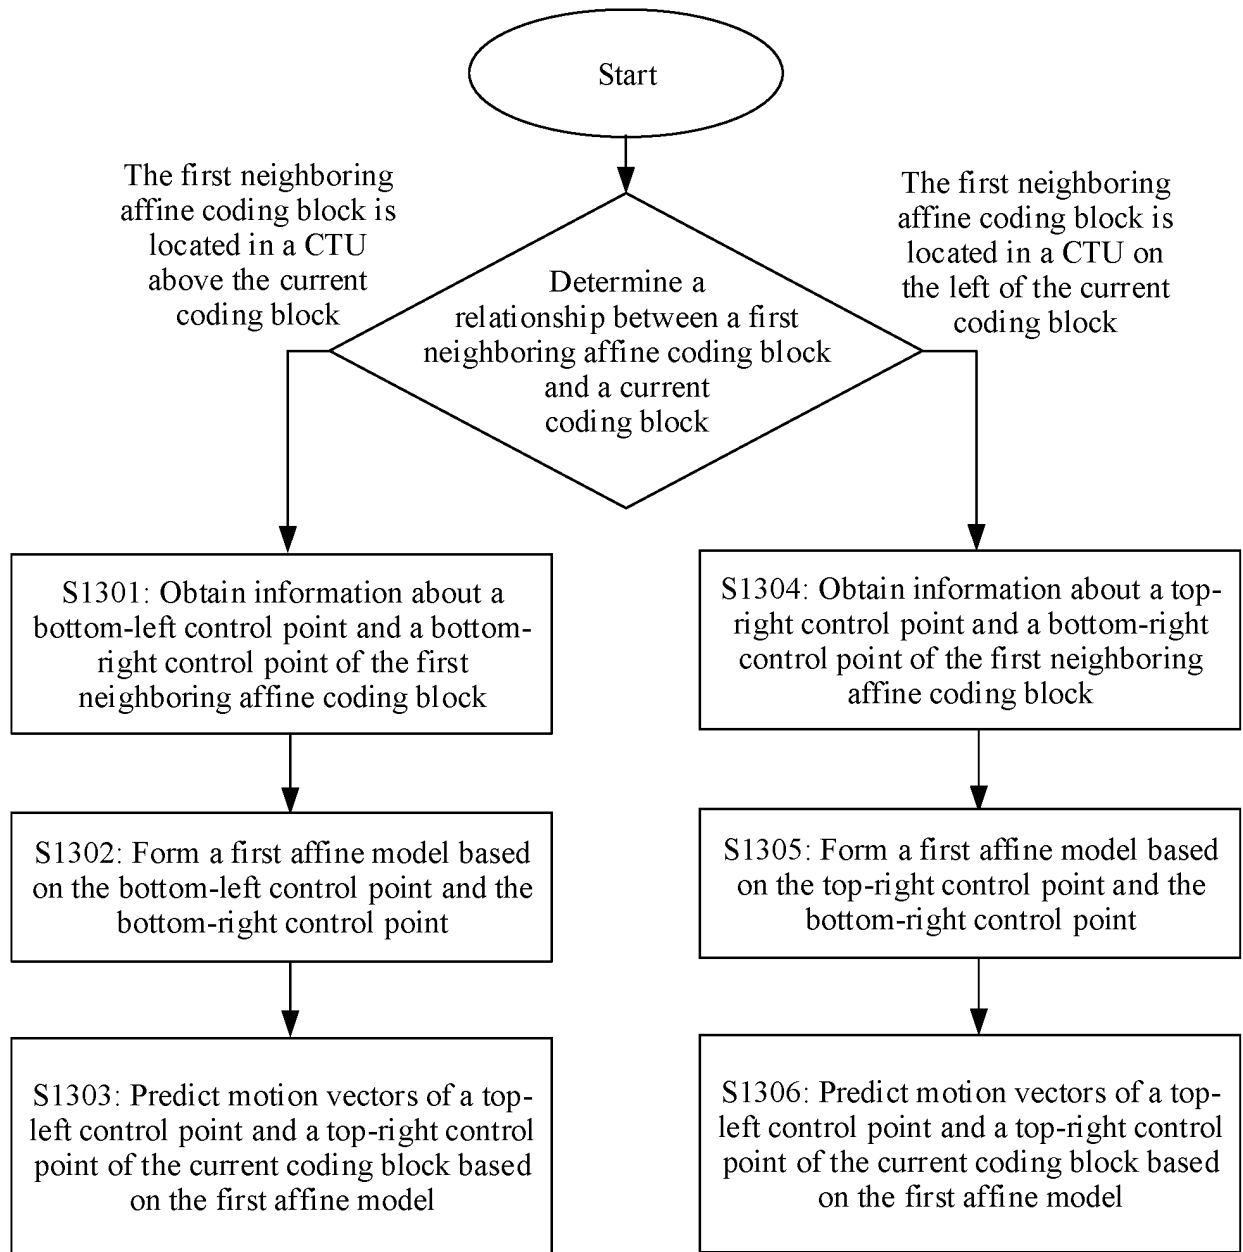 Start
The first neighboring
affine coding block is
located in a CTU
above the current
coding block
The first neighboring
affine coding block is
located in a CTU on
the left of the current
coding block
Determine a
relationship between a first
neighboring affine coding block
and a current
coding block
S1301: Obtain information about a
bottom-left control point and a bottom-
right control point of the first
neighboring affine coding block
S1302: Form a first affine model based
on the bottom-left control point and the
bottom-right control point
S1303: Predict motion vectors of a top-
left control point and a top-right control
point of the current coding block based
on the first affine model
S1304: Obtain information about a top-
right control point and a bottom-right
control point of the first neighboring
affine coding block
S1305: Form a first affine model based
on the top-right control point and the
bottom-right control point
S1306: Predict motion vectors of a top-
left control point and a top-right control
point of the current coding block based
on the first affine model